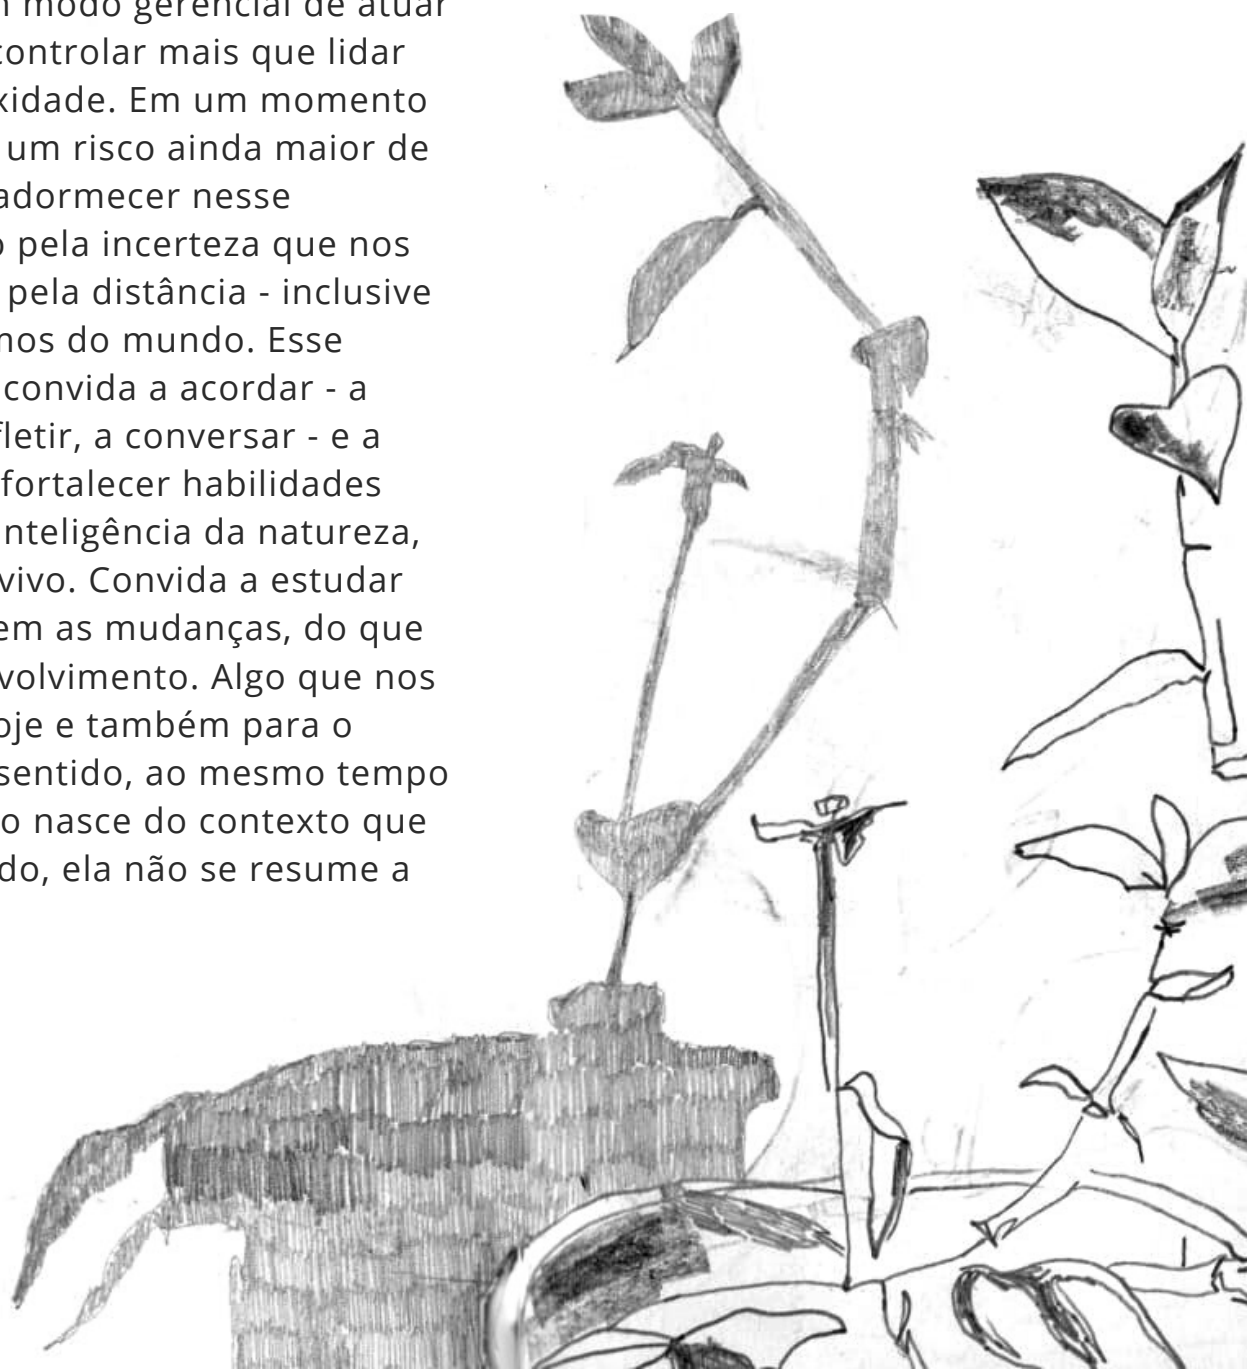 modo gerencial de atuar
controlar mais que lidar
xidade. Em um momento
um risco ainda maior de
adormecer nesse
o pela incerteza que nos
pela distância - inclusive
mos do mundo. Esse
convida a acordar - a
fletir, a conversar - e a
fortalecer habilidades
inteligência da natureza,
vivo. Convida a estudar
em as mudanças, do que
volvimento. Algo que nos
oje e também para o
sentido, ao mesmo tempo
o nasce do contexto que
do, ela não se resume a